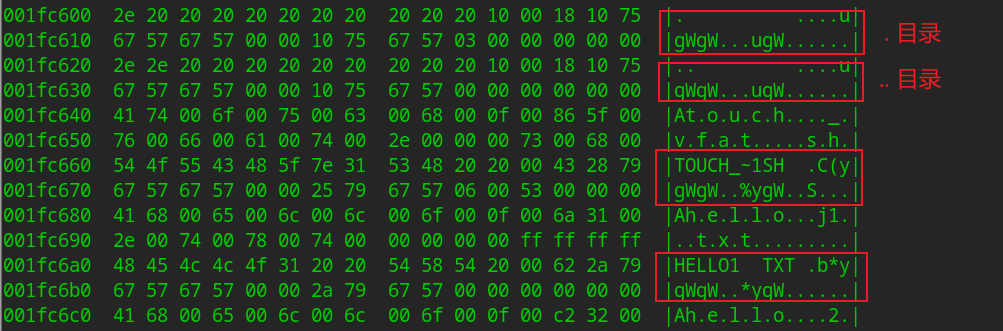 001fc600  2e 20 20 20 20 20 20 20  20 20 20 10 00 18 10 75  |.          ....u|
001fc610  67 57 67 57 00 00 10 75  67 57 03 00 00 00 00 00  |gWgW...ugW......| . 目录
001fc620  2e 2e 20 20 20 20 20 20  20 20 20 10 00 18 10 75  |..         ....u|
001fc630  67 57 67 57 00 00 10 75  67 57 00 00 00 00 00 00  |gWgW...ugW......| .. 目录
001fc640  41 74 00 6f 00 75 00 63  00 68 00 0f 00 86 5f 00  |At.o.u.c.h...._.|
001fc650  76 00 66 00 61 00 74 00  2e 00 00 00 73 00 68 00  |v.f.a.t.....s.h.|
001fc660  54 4f 55 43 48 5f 7e 31  53 48 20 20 00 43 28 79  |TOUCH_~1SH  .C(y|
001fc670  67 57 67 57 00 00 25 79  67 57 06 00 53 00 00 00  |gWgW..%ygW..S...|
001fc680  41 68 00 65 00 6c 00 6c  00 6f 00 0f 00 6a 31 00  |Ah.e.l.l.o...j1.|
001fc690  2e 00 74 00 78 00 74 00  00 00 00 00 ff ff ff ff  |..t.x.t.........|
001fc6a0  48 45 4c 4c 4f 31 20 20  54 58 54 20 00 62 2a 79  |HELLO1  TXT .b*y|
001fc6b0  67 57 67 57 00 00 2a 79  67 57 00 00 00 00 00 00  |gWgW..*ygW......|
001fc6c0  41 68 00 65 00 6c 00 6c  00 6f 00 0f 00 c2 32 00  |Ah.e.l.l.o....2.|